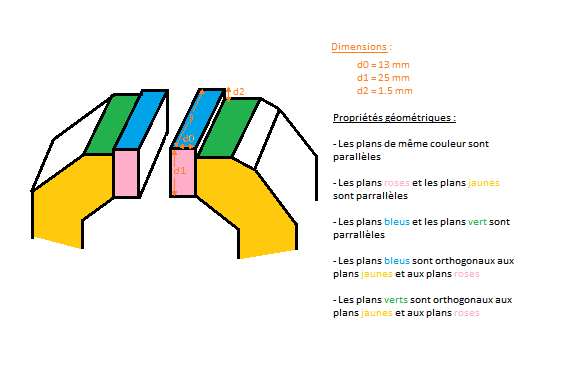 Dimensions :
d0 = 13 mm
d1 = 25 mm
d2 = 1.5 mm
d2
d0
d1
Propriétés géométriques :
- Les plans de même couleur sont
parallèles
- Les plans roses et les plans jaunes
sont parrallèles
- Les plans bleus et les plans vert sont
parrallèles
- Les plans bleus sont orthogonaux aux
plans jaunes et aux plans roses
- Les plans verts sont orthogonaux aux
plans jaunes et aux plans roses